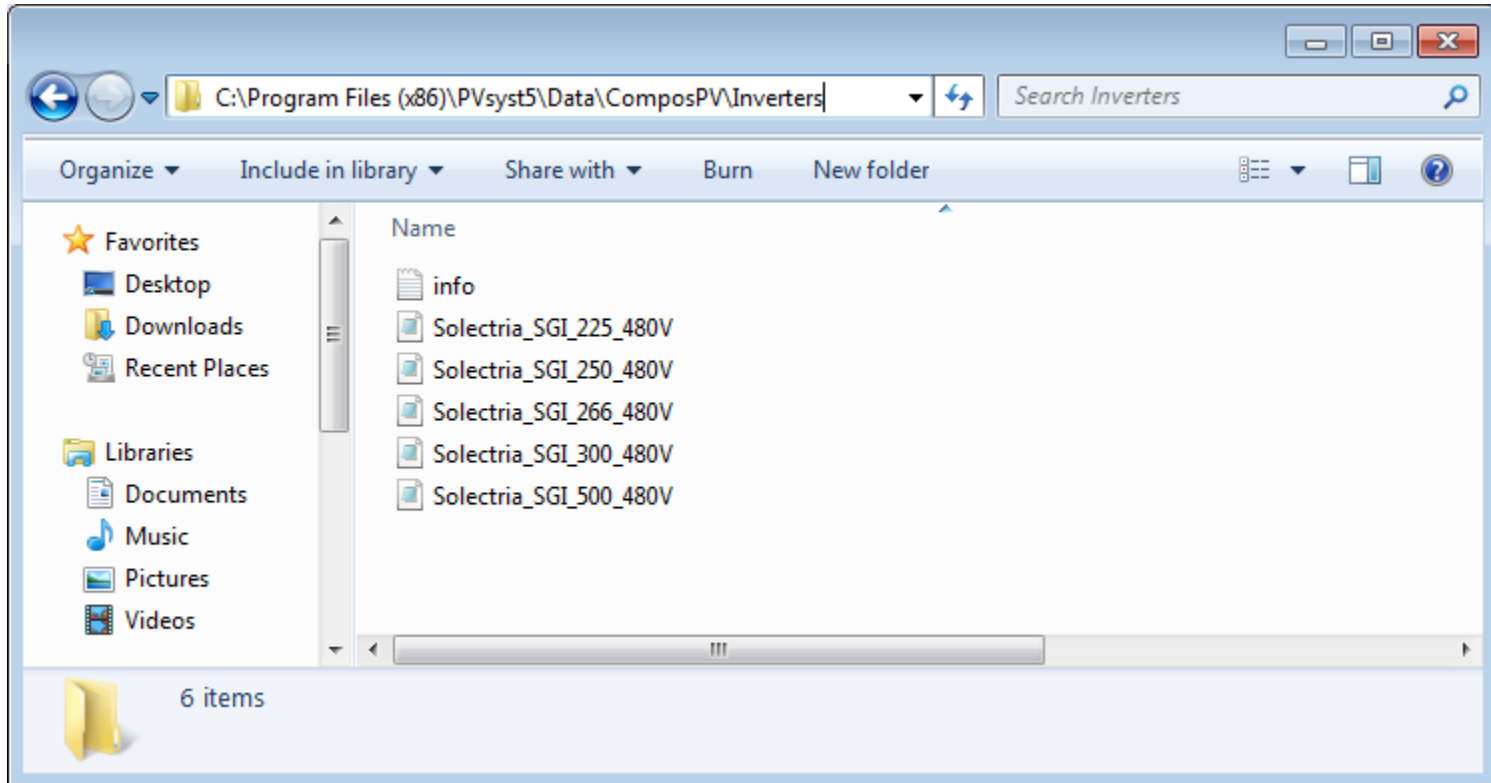 C:\Program Files (x86)\PVsyst5\Data\ComposPV\Inverters
Search Inverters
Organize Include in library Share with Burn New folder
Favorites
Desktop
Downloads
Recent Places
Libraries
Documents
Music
Pictures
Videos
Name
info
Solectria_SGI_225_480V
Solectria_SGI_250_480V
Solectria_SGI_266_480V
Solectria_SGI_300_480V
Solectria_SGI_500_480V
6 items